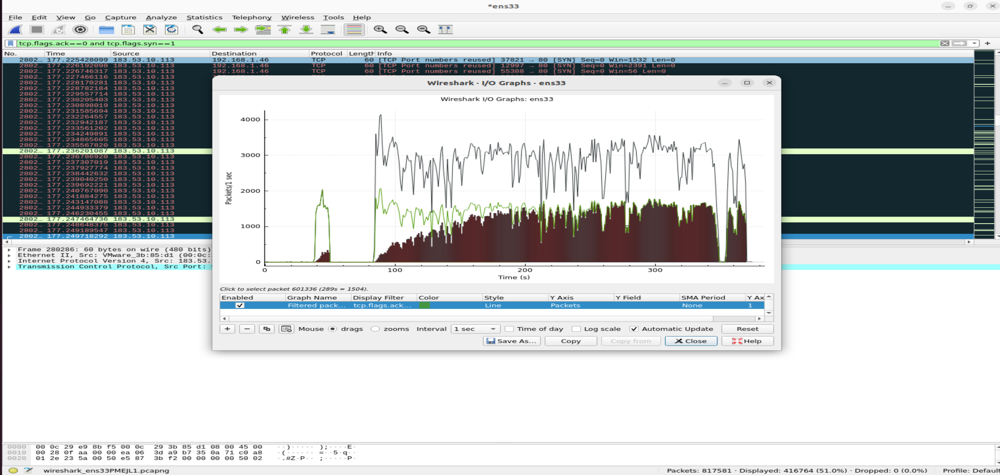 *ens33
File Edit View Go Capture Analyze Statistics Telephony Wireless Tools Help
tcp.flags.ack==0 and tcp.flags.syn==1
No. Time Source Destination Protocol Length Info
2802… 177.225428099 183.53.10.113 192.168.1.46 TCP 60 [TCP Port numbers reused] 37821 → 80 [SYN] Seq=0 Win=1532 Len=0
2802… 177.226192098 183.53.10.113 192.168.1.46 TCP 60 [TCP Port numbers reused] 12997 → 80 [SYN] Seq=0 Win=2391 Len=0
2802… 177.226746317 183.53.10.113 192.168.1.46 TCP 60 [TCP Port numbers reused] 55388 → 80 [SYN] Seq=0 Win=56 Len=0
2802… 177.227466116 183.53.10.113
2802… 177.228170281 183.53.10.113
2802… 177.228782184 183.53.10.113
2802… 177.229557714 183.53.10.113
2802… 177.230205403 183.53.10.113
2802… 177.230898019 183.53.10.113
2802… 177.231585694 183.53.10.113
2802… 177.232264557 183.53.10.113
2802… 177.232942187 183.53.10.113
2802… 177.233561202 183.53.10.113
2802… 177.234249891 183.53.10.113
2802… 177.234865605 183.53.10.113
2802… 177.235567820 183.53.10.113
2802… 177.236201087 183.53.10.113
2802… 177.236786920 183.53.10.113
2802… 177.237307019 183.53.10.113
2802… 177.237927774 183.53.10.113
2802… 177.238442632 183.53.10.113
2802… 177.239040250 183.53.10.113
2802… 177.239692221 183.53.10.113
2802… 177.240767090 183.53.10.113
2802… 177.241884275 183.53.10.113
2802… 177.243147088 183.53.10.113
2802… 177.244933379 183.53.10.113
2802… 177.246230455 183.53.10.113
2802… 177.247464736 183.53.10.113
2802… 177.248648375 183.53.10.113
2802… 177.249189547 183.53.10.113
2802… 177.249718292 183.53.10.113
Frame 280286: 60 bytes on wire (480 bits)
Ethernet II, Src: VMware_3b:85:d1 (00:0c:
Internet Protocol Version 4, Src: 183.53.
Transmission Control Protocol, Src Port:
Wireshark · I/O Graphs · ens33
Wireshark I/O Graphs: ens33
Packets/1 sec
4000
3000
2000
1000
0
0 100 200 300
Time (s)
Click to select packet 601336 (289s = 1504).
Enabled Graph Name Display Filter Color Style Y Axis Y Field SMA Period Y Ax
Filtered pack... tcp.flags.ack... Line Packets None 1
+ − Mouse drags zooms Interval 1 sec Time of day Log scale Automatic Update Reset
Save As... Copy Copy from Close Help
0000 00 0c 29 e9 8b f5 00 0c 29 3b 85 d1 08 00 45 00 ··)····· );····E·
0010 00 28 0f aa 00 00 ea 06 3d a9 b7 35 0a 71 c0 a8 ·(······ =··5·q··
0020 01 2e 23 5a 00 50 e5 87 3b f2 00 00 00 00 50 02 ·.#Z·P·· ;·····P·
wireshark_ens33PMEJL1.pcapng Packets: 817581 · Displayed: 416764 (51.0%) · Dropped: 0 (0.0%) Profile: Defaul